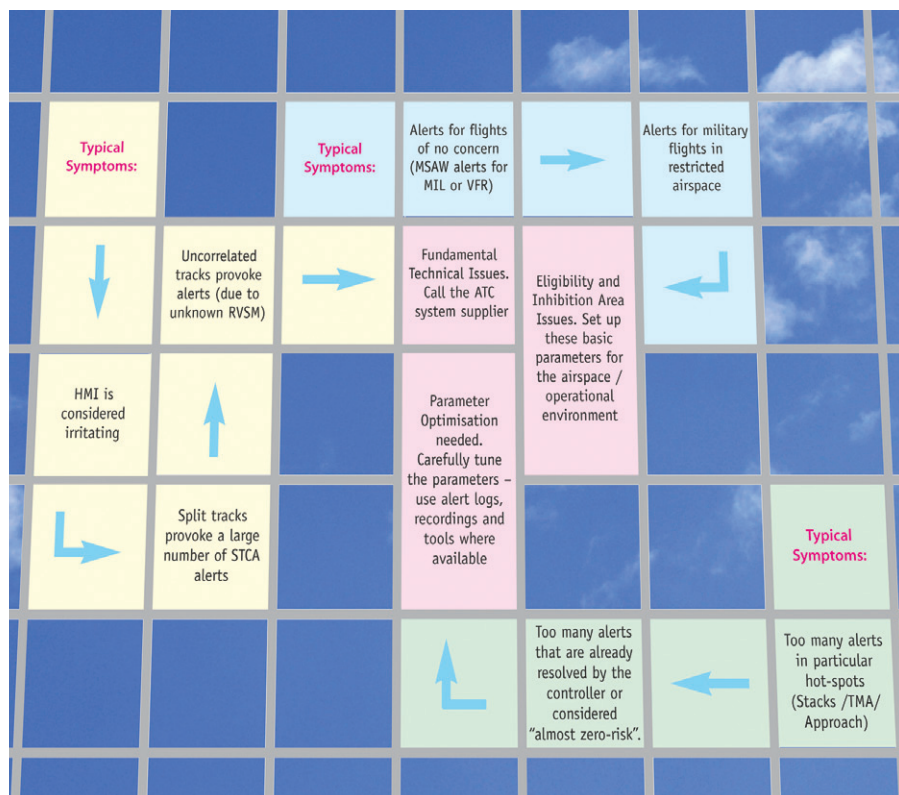 Typical
Symptoms:
Typical
Symptoms:
Alerts for flights
of no concern
(MSAW alerts for
MIL or VFR)
Alerts for military
flights in
restricted
airspace
Uncorrelated
tracks provoke
alerts (due to
unknown RVSM)
Fundamental
Technical Issues.
Call the ATC
system supplier
Eligibility and
Inhibition Area
Issues. Set up
these basic
parameters for
the airspace /
operational
environment
HMI is
considered
irritating
Parameter
Optimisation
needed.
Carefully tune
the parameters –
use alert logs,
recordings and
tools where
available
Split tracks
provoke a large
number of STCA
alerts
Typical
Symptoms:
Too many alerts
that are already
resolved by the
controller or
considered
“almost zero-risk”.
Too many alerts
in particular
hot-spots
(Stacks /TMA/
Approach)